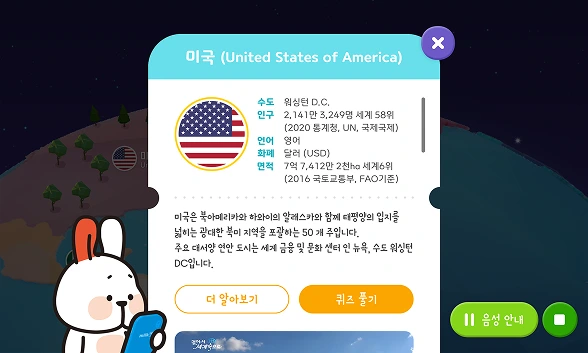 미국 (United States of America)
수도 워싱턴 D.C.
인구 2,141만 3,249명 세계 58위
(2020 통계청, UN, 국제국제)
언어 영어
화폐 달러 (USD)
면적 7억 7,412만 2천ha 세계6위
(2016 국토교통부, FAO기준)
미국은 북아메리카와 하와이의 알래스카와 함께 태평양의 입지를
넓히는 광대한 북미 지역을 포괄하는 50 개 주입니다.
주요 대서양 연안 도시는 세계 금융 및 문화 센터 인 뉴욕, 수도 워싱턴
DC입니다.
더 알아보기
퀴즈 풀기
음성 안내